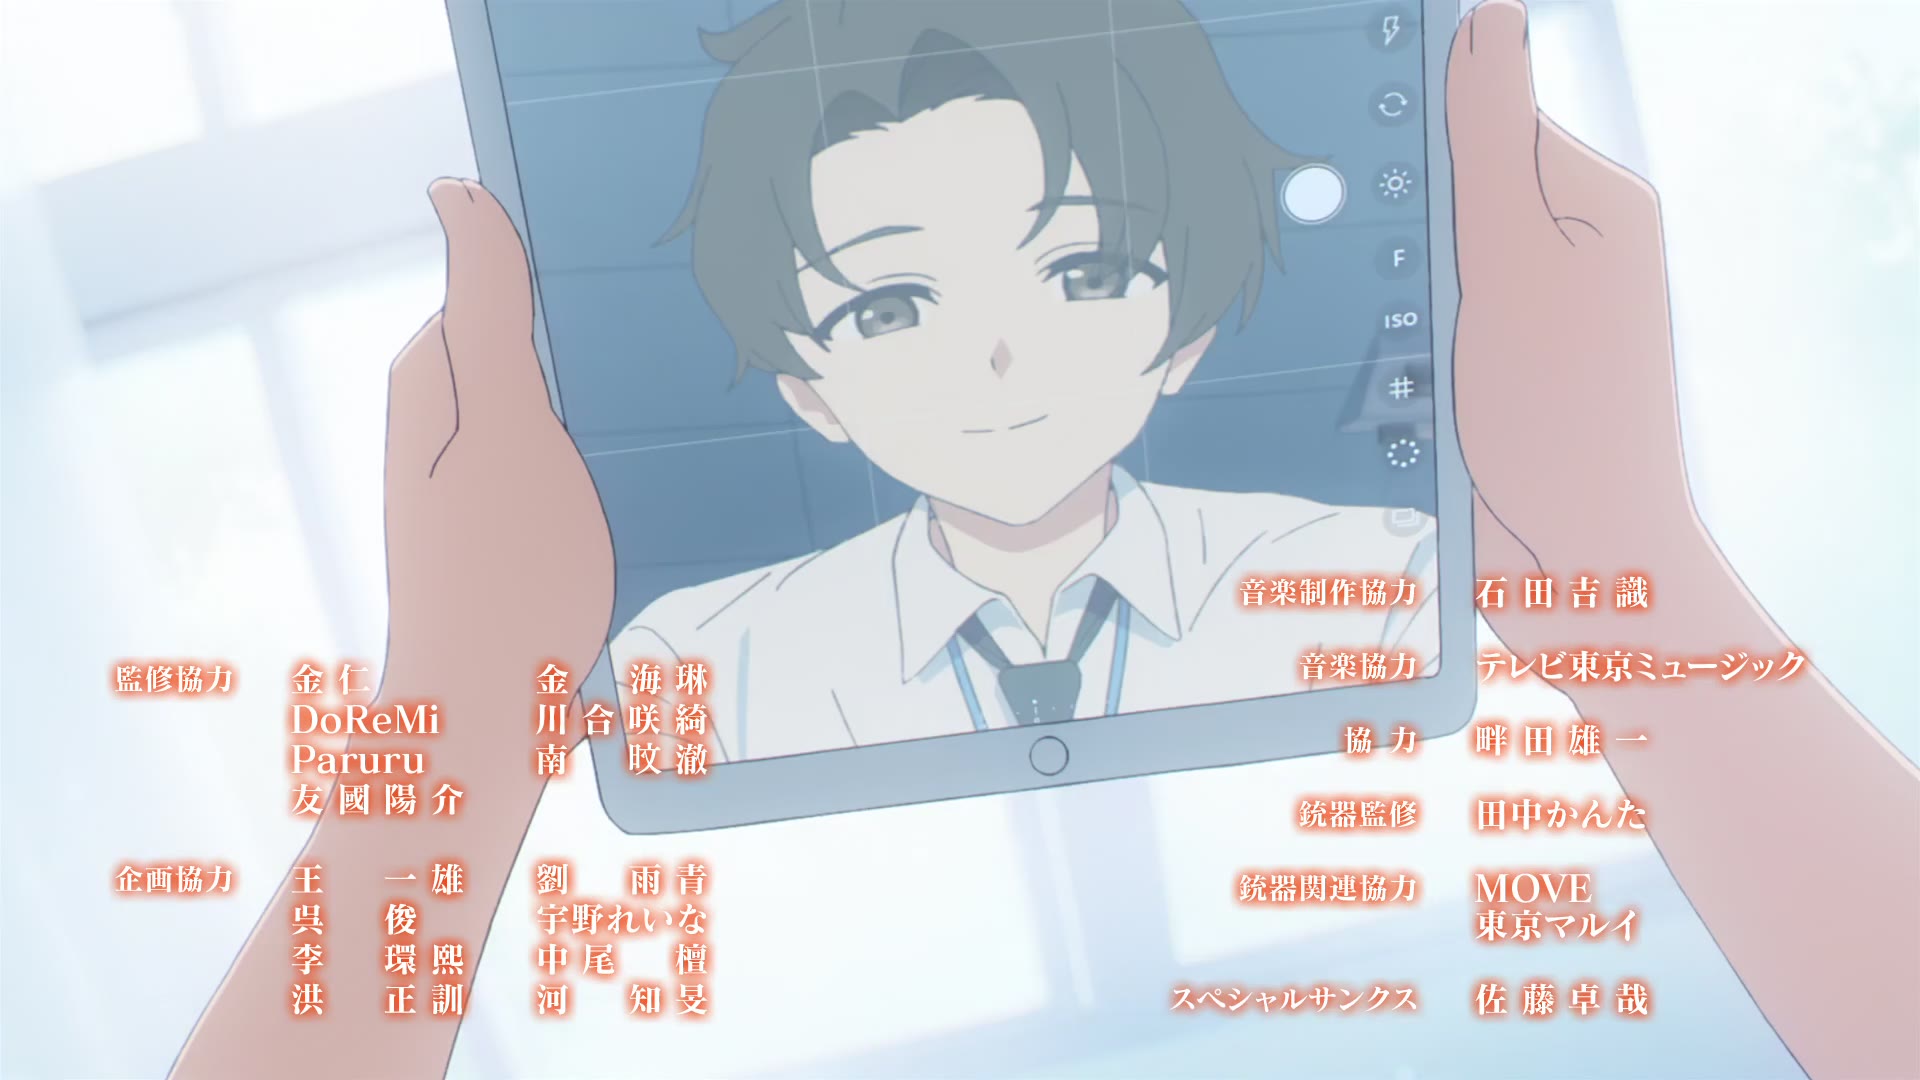 F
ISO
監修協力 金仁 金海琳
DoReMi 川合咲綺
Paruru 南旼澈
友國陽介
企画協力 王一雄 劉雨青
呉俊 宇野れいな
李環熙 中尾檀
洪正訓 河知旻
音楽制作協力 石田吉識
音楽協力 テレビ東京ミュージック
協力 畔田雄一
銃器監修 田中かんた
銃器関連協力 MOVE
東京マルイ
スペシャルサンクス 佐藤卓哉